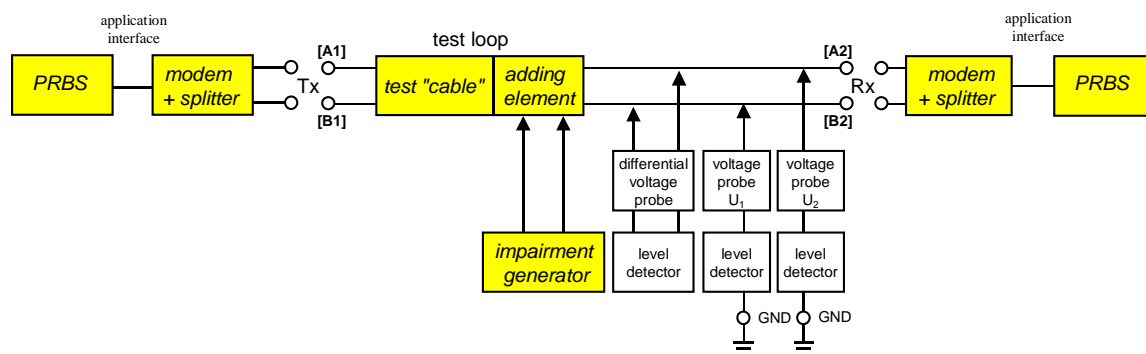 application
interface
application
interface
test loop
[A1]
[A2]
PRBS
modem
+ splitter
Tx
test "cable"
adding
element
Rx
modem
+ splitter
PRBS
[B1]
[B2]
differential
voltage
probe
voltage
probe
U1
voltage
probe
U2
impairment
generator
level
detector
level
detector
level
detector
GND
GND